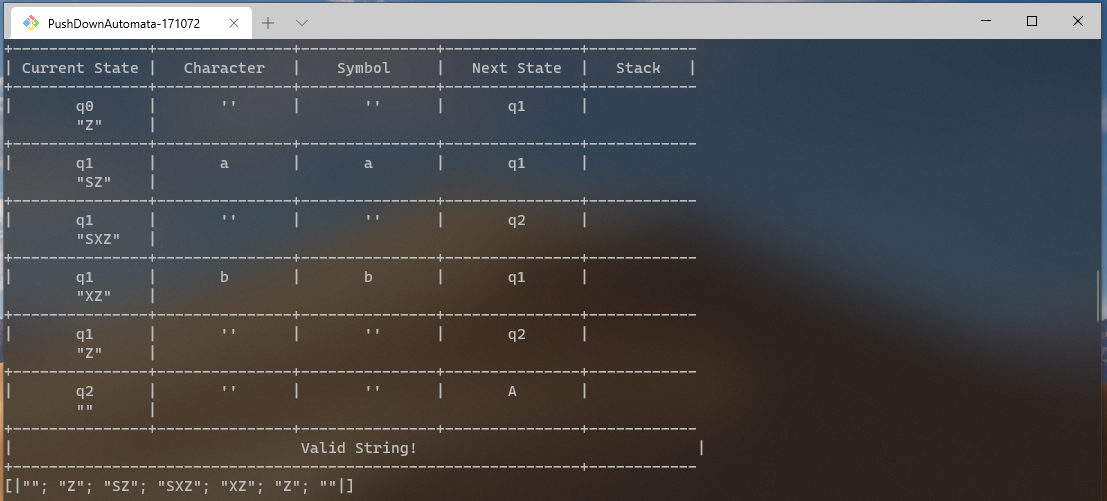 PushDownAutomata-171072
+---------------+---------------+---------------+---------------+------------
| Current State |   Character   |    Symbol     |   Next State  |   Stack   |
+---------------+---------------+---------------+---------------+------------
|       q0      |       ''      |       ''      |       q1      |
        "Z"     |
+---------------+---------------+---------------+---------------+------------
|       q1      |       a       |       a       |       q1      |
        "SZ"    |
+---------------+---------------+---------------+---------------+------------
|       q1      |       ''      |       ''      |       q2      |
        "SXZ"   |
+---------------+---------------+---------------+---------------+------------
|       q1      |       b       |       b       |       q1      |
        "XZ"    |
+---------------+---------------+---------------+---------------+------------
|       q1      |       ''      |       ''      |       q2      |
        "Z"     |
+---------------+---------------+---------------+---------------+------------
|       q2      |       ''      |       ''      |       A       |
        ""      |
+---------------+---------------+---------------+---------------+------------
|                                Valid String!                               |
+---------------------------------------------------------------+------------
[|""; "Z"; "SZ"; "SXZ"; "XZ"; "Z"; ""|]